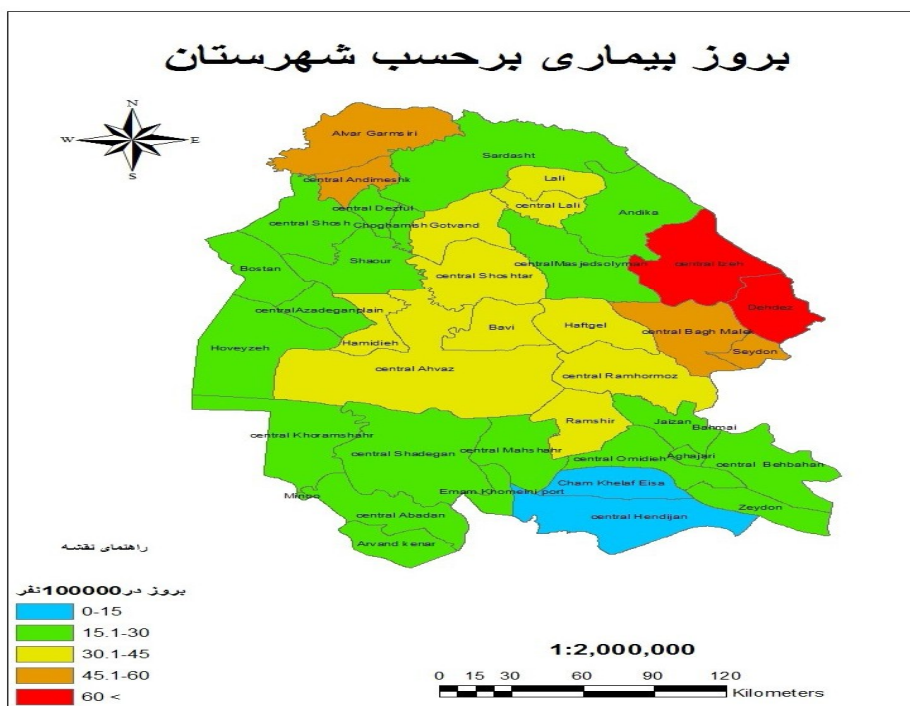 بروز بیماری برحسب شهرستان
N
W E
S
Alvar Garmsiri
Sardasht
central Andimeshk
Lali
central Lali
central Dezful
Andika
central Shosh
Choghamish
Gotvand
Shaour
central Masjedsolyman
central Izeh
Bostan
central Shoshtar
Dehdez
central Azadeganplain
Bavi
Haftgel
central Bagh Malek
Hamidieh
Hoveyzeh
Seydon
central Ahvaz
central Ramhormoz
Ramshir
Jaizan
Bahmai
central Khoramshahr
central Shadegan
central Mahshahr
central Omidieh
Aghajari
central Behbahan
Cham Khelaf Eisa
Minoo
Emam Khomeini port
Zeydon
central Abadan
central Hendijan
Arvand kenar
راهنمای نقشه
بروز در100000نفر
0-15
15.1-30
30.1-45
45.1-60
60 <
1:2,000,000
0 15 30 60 90 120
Kilometers